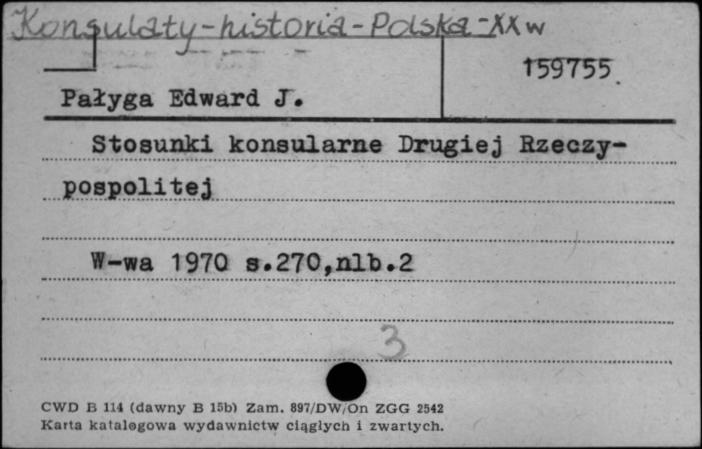 Konsulaty-historia-Polska-XXw
159755
Pałyga Edward J.
Stosunki konsularne Drugiej Rzeczy-
pospolitej
W-wa 1970 s.270,nlb.2
3
CWD B 114 (dawny B 15b) Zam. 897/DW/On ZGG 2542
Karta katalogowa wydawnictw ciągłych i zwartych.